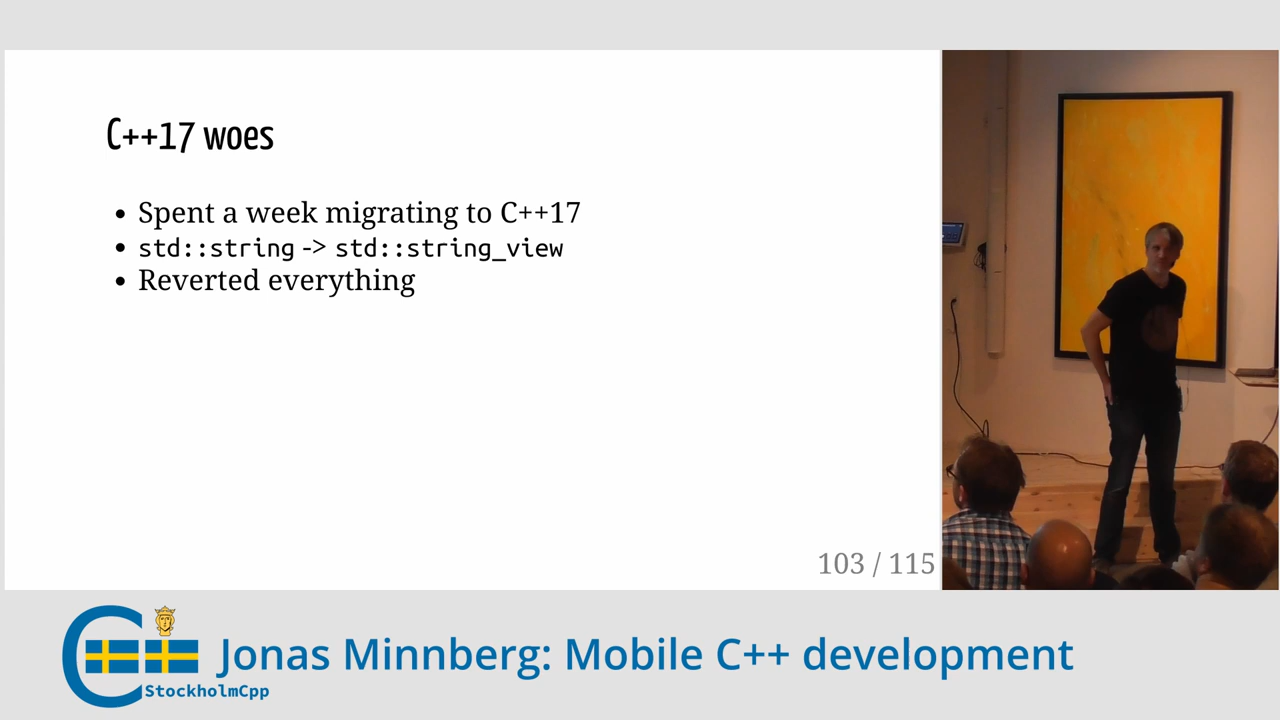 C++17 woes
Spent a week migrating to C++17
std::string -> std::string_view
Reverted everything
103 / 115
Jonas Minnberg: Mobile C++ development
C++
StockholmCpp